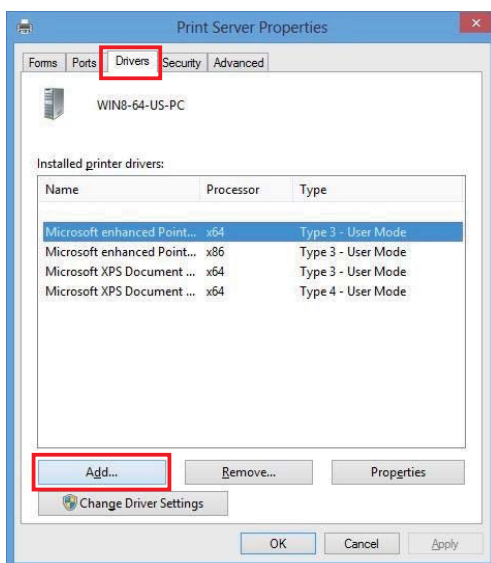 Print Server Properties
Forms Ports Drivers Security Advanced
WIN8-64-US-PC
Installed printer drivers:
Name Processor Type
Microsoft enhanced Point... x64 Type 3 - User Mode
Microsoft enhanced Point... x86 Type 3 - User Mode
Microsoft XPS Document ... x64 Type 3 - User Mode
Microsoft XPS Document ... x64 Type 4 - User Mode
Add... Remove... Properties
Change Driver Settings
OK Cancel Apply